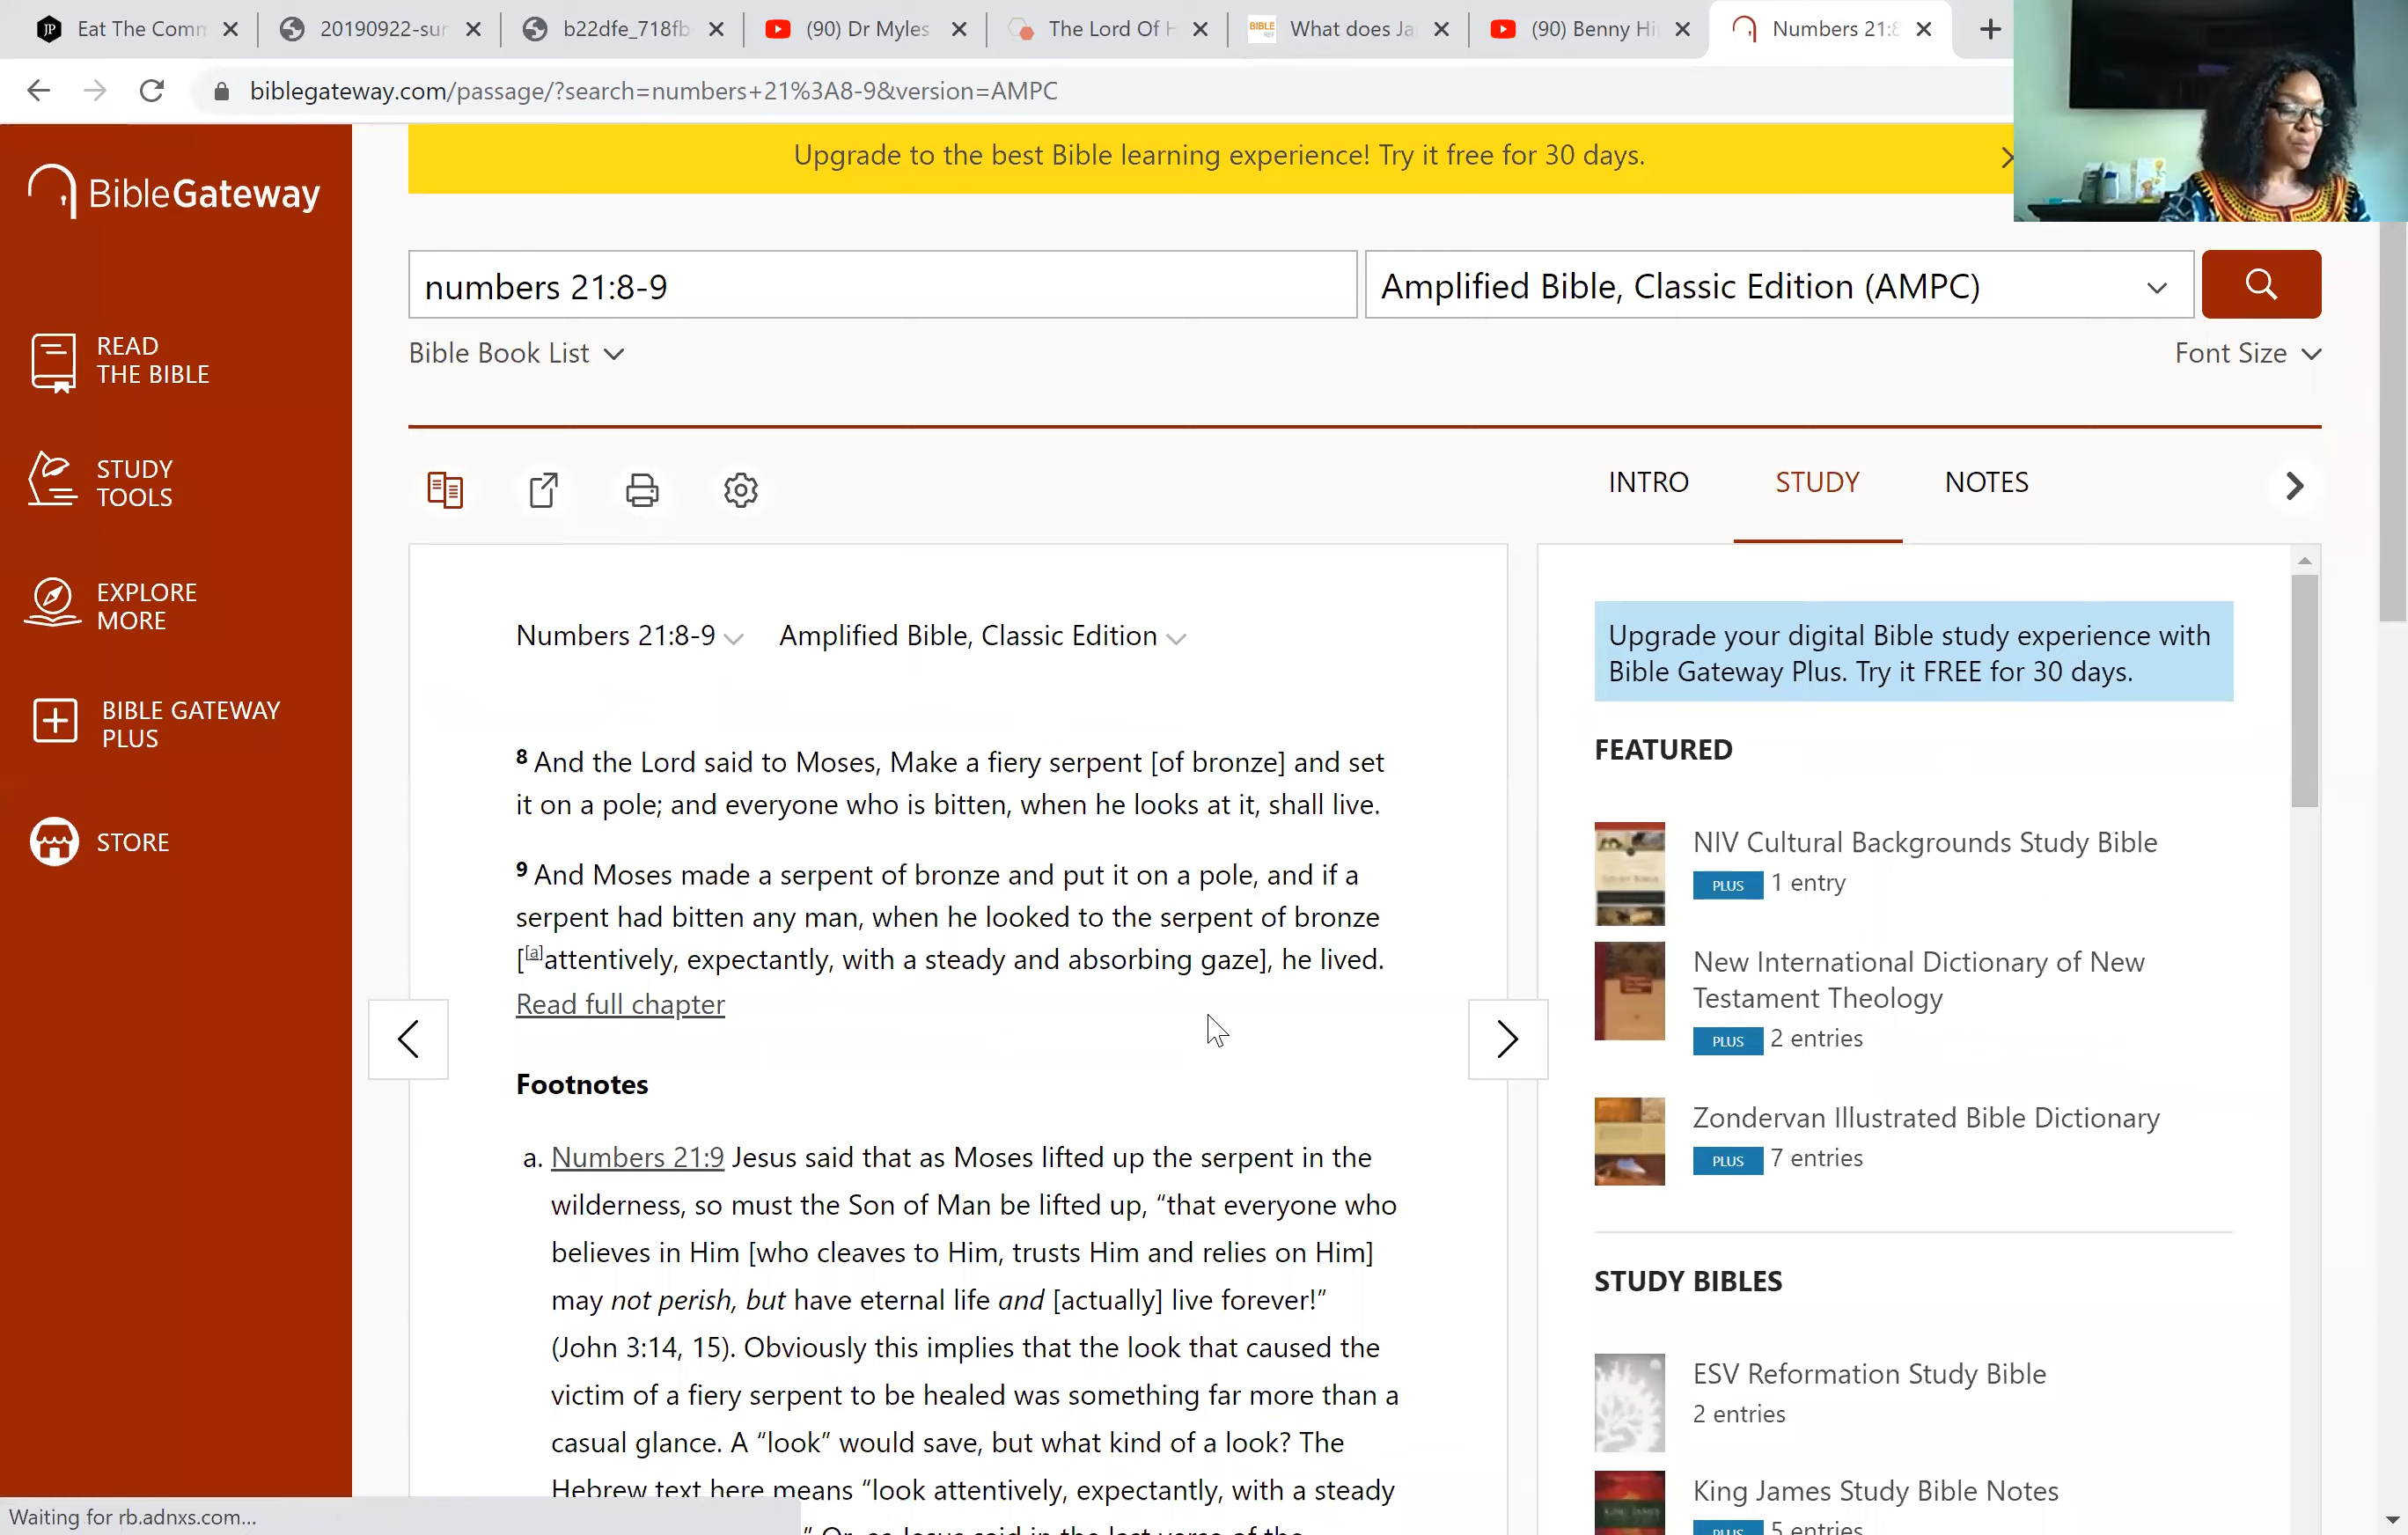 JP Eat The Comm
20190922-sur
b22dfe_718fb
(90) Dr Myles
The Lord Of H
BIBLE What does Ja
(90) Benny Hi
Numbers 21:8
biblegateway.com/passage/?search=numbers+21%3A8-9&version=AMPC
BibleGateway
READ
THE BIBLE
STUDY
TOOLS
EXPLORE
MORE
BIBLE GATEWAY
PLUS
STORE
Upgrade to the best Bible learning experience! Try it free for 30 days.
numbers 21:8-9
Amplified Bible, Classic Edition (AMPC)
Bible Book List
Font Size
INTRO STUDY NOTES
Numbers 21:8-9 Amplified Bible, Classic Edition
8 And the Lord said to Moses, Make a fiery serpent [of bronze] and set
it on a pole; and everyone who is bitten, when he looks at it, shall live.
9 And Moses made a serpent of bronze and put it on a pole, and if a
serpent had bitten any man, when he looked to the serpent of bronze
[[a]attentively, expectantly, with a steady and absorbing gaze], he lived.
Read full chapter
Footnotes
a. Numbers 21:9 Jesus said that as Moses lifted up the serpent in the
wilderness, so must the Son of Man be lifted up, “that everyone who
believes in Him [who cleaves to Him, trusts Him and relies on Him]
may not perish, but have eternal life and [actually] live forever!”
(John 3:14, 15). Obviously this implies that the look that caused the
victim of a fiery serpent to be healed was something far more than a
casual glance. A “look” would save, but what kind of a look? The
Hebrew text here means “look attentively, expectantly, with a steady
” Or, as Jesus said in the last verse of the
Upgrade your digital Bible study experience with
Bible Gateway Plus. Try it FREE for 30 days.
FEATURED
NIV Cultural Backgrounds Study Bible
PLUS 1 entry
New International Dictionary of New
Testament Theology
PLUS 2 entries
Zondervan Illustrated Bible Dictionary
PLUS 7 entries
STUDY BIBLES
ESV Reformation Study Bible
2 entries
King James Study Bible Notes
PLUS 5 entries
Waiting for rb.adnxs.com...